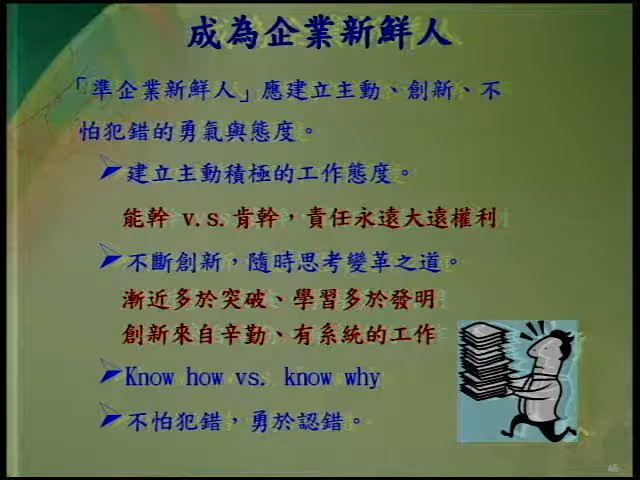 成為企業新鮮人
「準企業新鮮人」應建立主動、創新、不
怕犯錯的勇氣與態度。
➢建立主動積極的工作態度。
能幹 v.s.肯幹，責任永遠大遠權利
➢不斷創新，隨時思考變革之道。
漸近多於突破、學習多於發明
創新來自辛勤、有系統的工作
➢Know how vs. know why
➢不怕犯錯，勇於認錯。